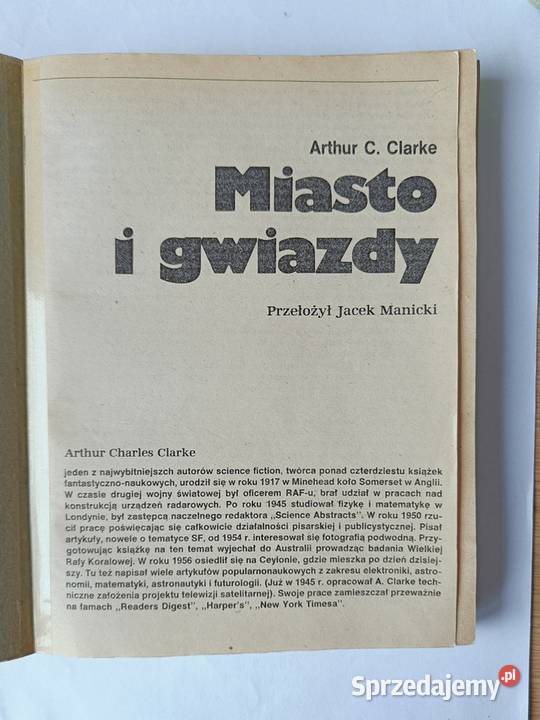 Arthur C. Clarke
Miasto
i gwiazdy
Przełożył Jacek Manicki
Arthur Charles Clarke
jeden z najwybitniejszch autorów science fiction, twórca ponad czterdziestu książek
fantastyczno-naukowych, urodził się w roku 1917 w Minehead koło Somerset w Anglii.
W czasie drugiej wojny światowej był oficerem RAF-u, brał udział w pracach nad
konstrukcją urządzeń radarowych. Po roku 1945 studiował fizykę i matematykę w
Londynie, był zastępcą naczelnego redaktora „Science Abstracts". W roku 1950 rzu-
cił pracę poświęcając się całkowicie działalności pisarskiej i publicystycznej. Pisał
artykuły, nowele o tematyce SF, od 1954 r. interesował się fotografią podwodną. Przy-
gotowując książkę na ten temat wyjechał do Australii prowadząc badania Wielkiej
Rafy Koralowej. W roku 1956 osiedlił się na Ceylonie, gdzie mieszka po dzień dzisiej-
szy. Tu też napisał wiele artykułów popularnonaukowych z zakresu elektroniki, astro-
nomii, matematyki, astronautyki i futurologii. (Już w 1945 r. opracował A. Clarke tech-
niczne założenia projektu telewizji satelitarnej). Swoje prace zamieszczał przeważnie
na łamach „Readers Digest", „Harper's", „New York Timesa".
Sprzedajemy.pl